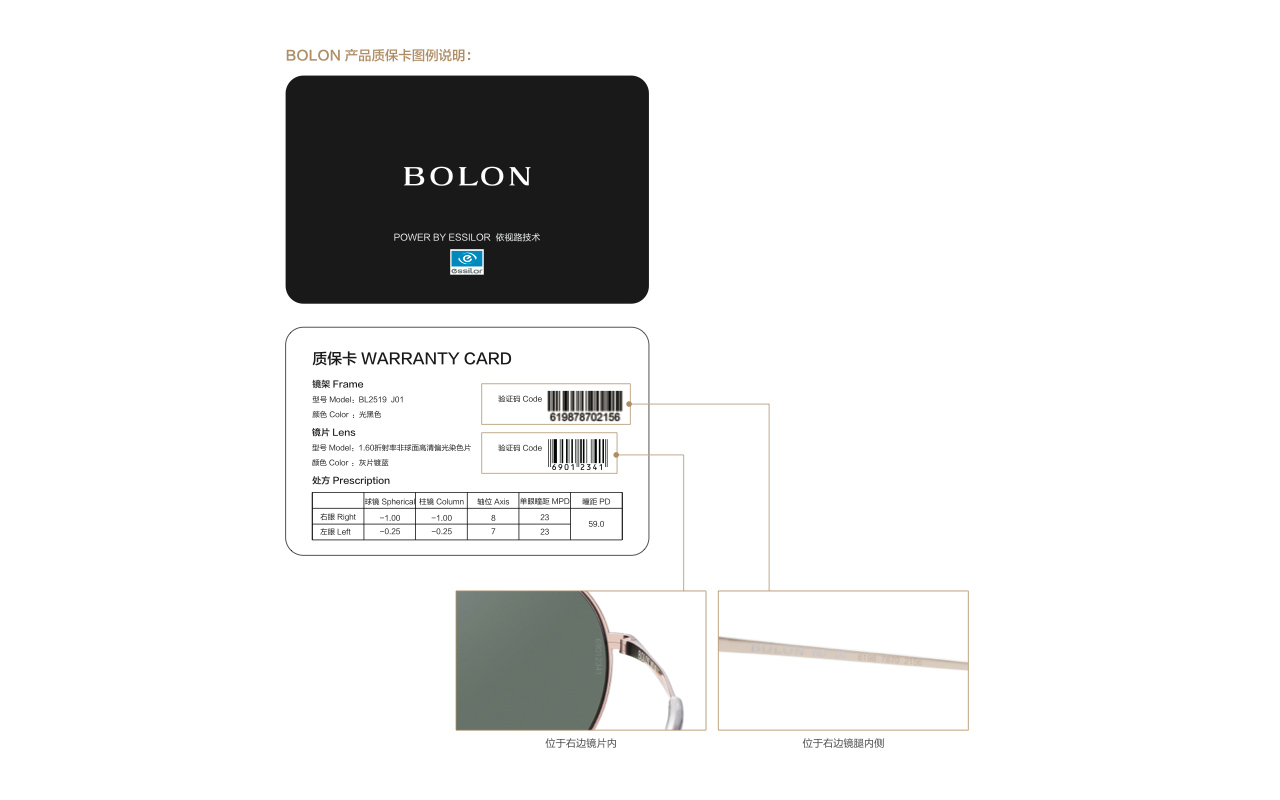 BOLON 产品质保卡图例说明：
BOLON
POWER BY ESSILOR 依视路技术
essilor
质保卡 WARRANTY CARD
镜架 Frame
型号 Model：BL2519 J01
颜色 Color ：光黑色
验证码 Code
619878702156
镜片 Lens
型号 Model：1.60折射率非球面高清偏光染色片
颜色 Color ：灰片镀蓝
验证码 Code
69012341
处方 Prescription
球镜 Spherical 柱镜 Column 轴位 Axis 单眼瞳距 MPD 瞳距 PD
右眼 Right −1.00 −1.00 8 23 59.0
左眼 Left −0.25 −0.25 7 23
69012341
BOLON
BOLON
位于右边镜片内
位于右边镜腿内侧